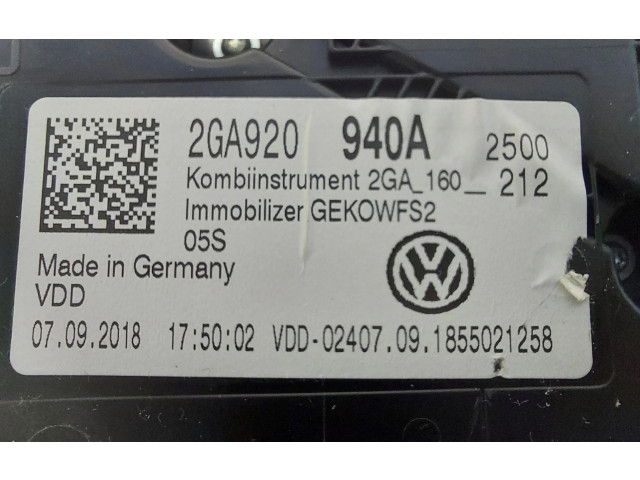 2GA920 940A 2500
Kombiinstrument 2GA_160__ 212
Immobilizer GEKOWFS2
05S
Made in Germany
VDD
07.09.2018 17:50:02 VDD-02407.09.1855021258